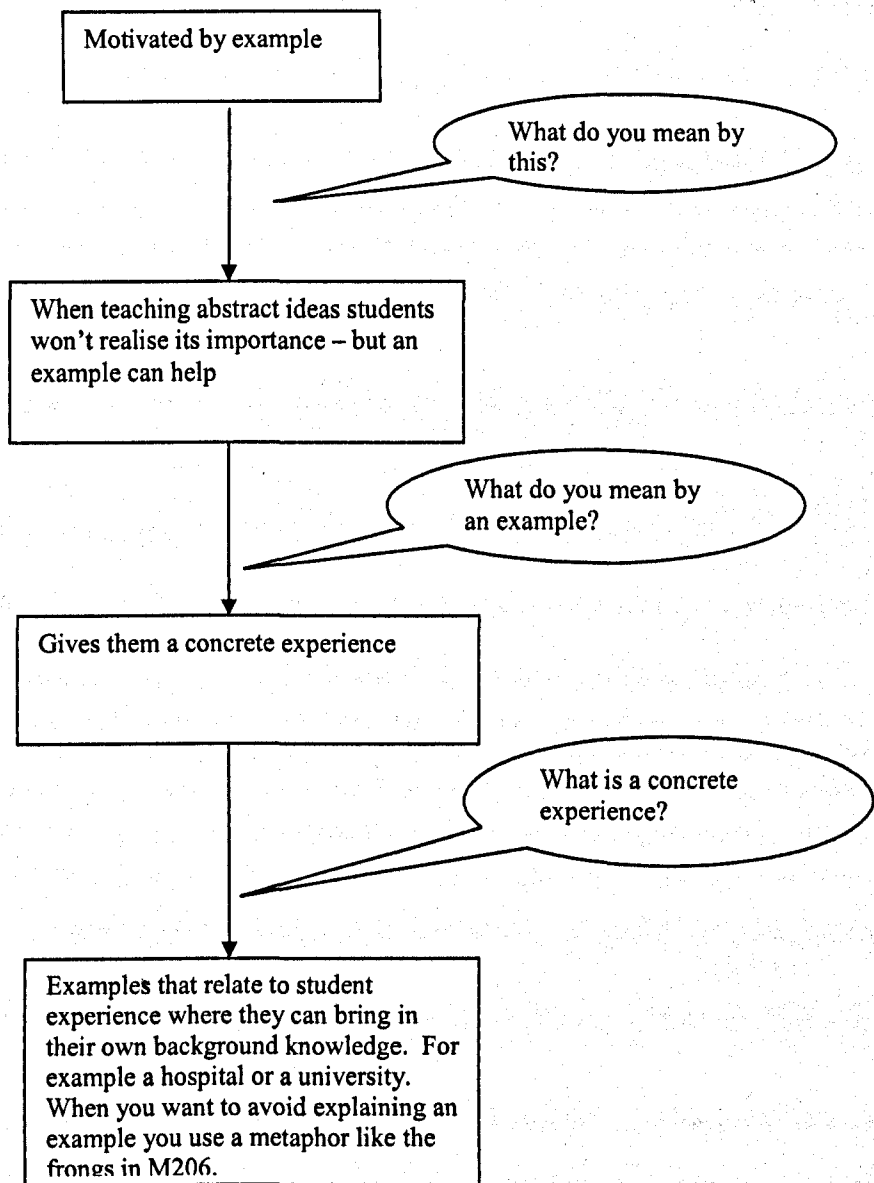 Motivated by example
What do you mean by
this?
When teaching abstract ideas students
won't realise its importance – but an
example can help
What do you mean by
an example?
Gives them a concrete experience
What is a concrete
experience?
Examples that relate to student
experience where they can bring in
their own background knowledge. For
example a hospital or a university.
When you want to avoid explaining an
example you use a metaphor like the
frongs in M206.